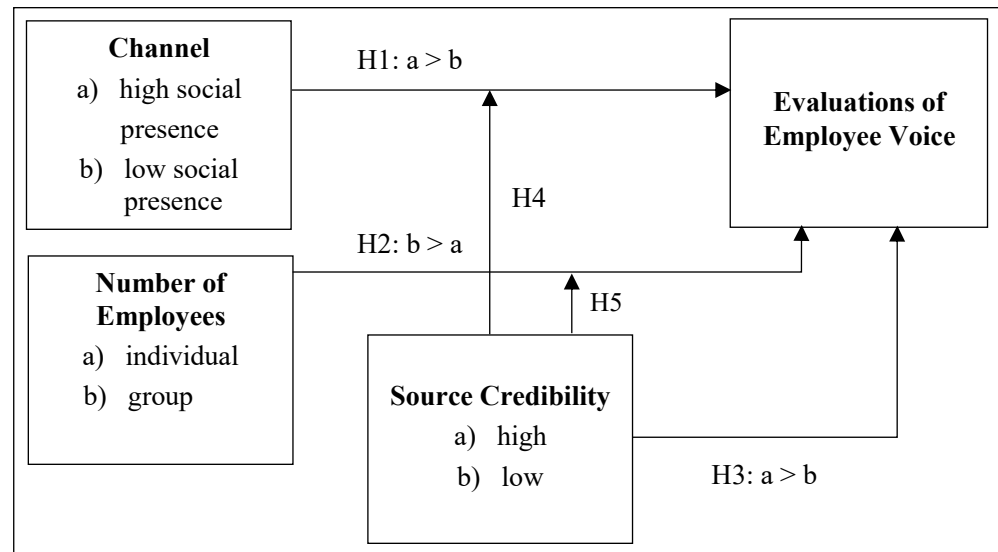 Channel
a) high social
presence
b) low social
presence
H1: a > b
Evaluations of
Employee Voice
H4
H2: b > a
Number of
Employees
a) individual
b) group
H5
Source Credibility
a) high
b) low
H3: a > b